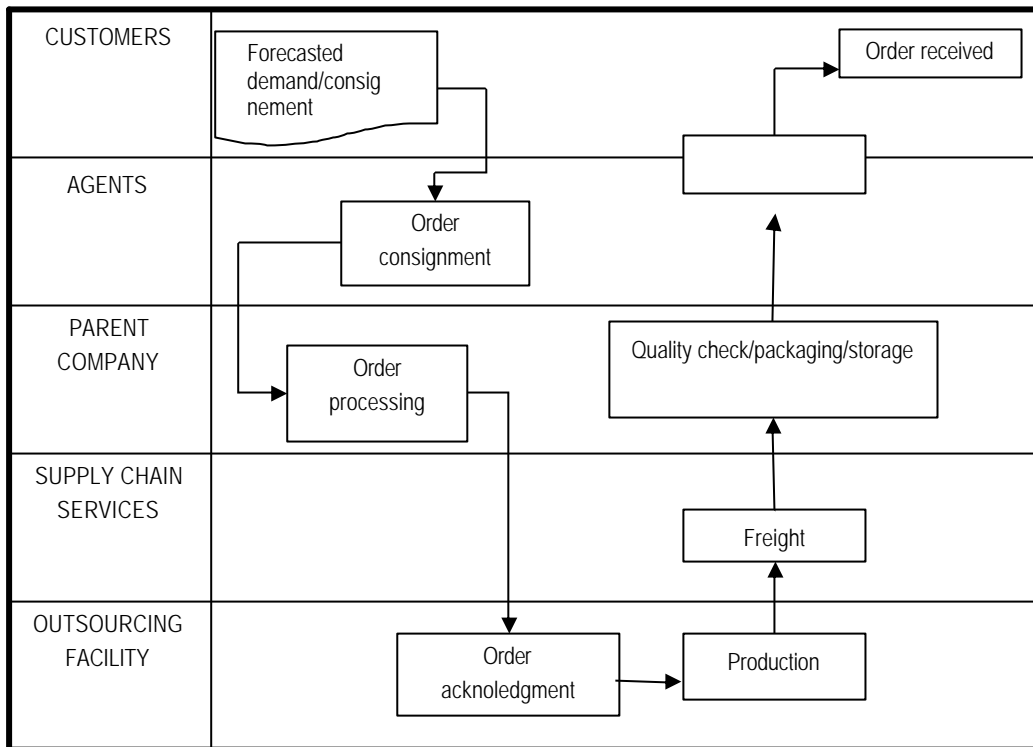 CUSTOMERS
Forecasted
demand/consig
nement
Order received
AGENTS
Order
consignment
PARENT
COMPANY
Order
processing
Quality check/packaging/storage
SUPPLY CHAIN
SERVICES
Freight
OUTSOURCING
FACILITY
Order
acknoledgment
Production